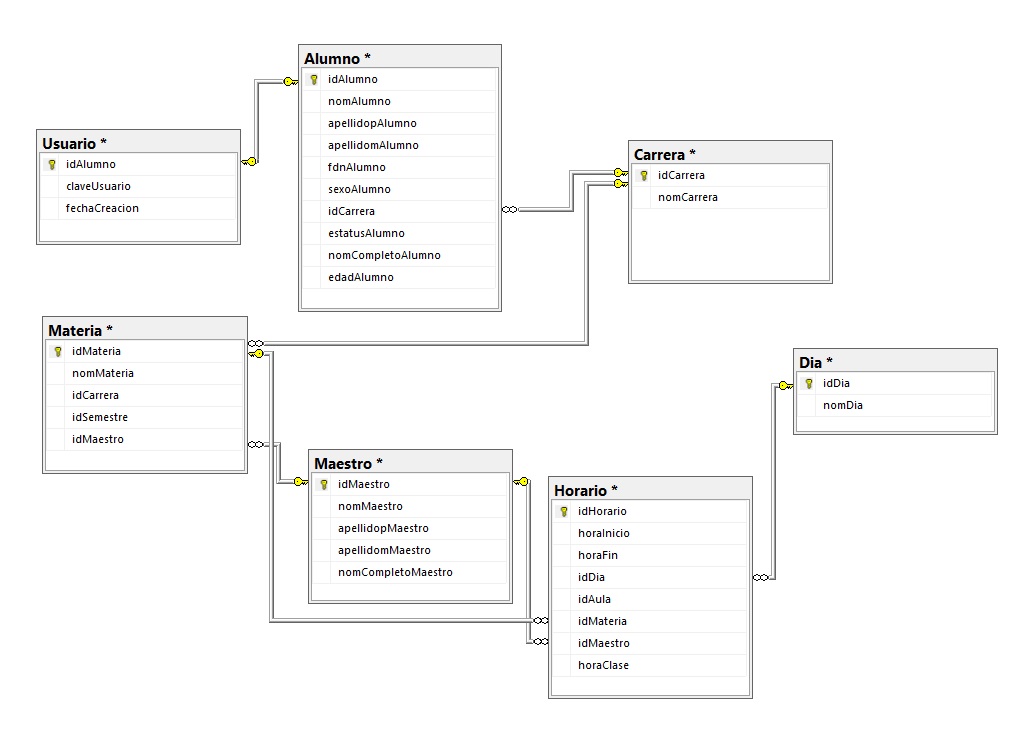 Alumno *
idAlumno
nomAlumno
apellidopAlumno
apellidomAlumno
fdnAlumno
sexoAlumno
idCarrera
estatusAlumno
nomCompletoAlumno
edadAlumno
Usuario *
idAlumno
claveUsuario
fechaCreacion
Carrera *
idCarrera
nomCarrera
Materia *
idMateria
nomMateria
idCarrera
idSemestre
idMaestro
Dia *
idDia
nomDia
Maestro *
idMaestro
nomMaestro
apellidopMaestro
apellidomMaestro
nomCompletoMaestro
Horario *
idHorario
horaInicio
horaFin
idDia
idAula
idMateria
idMaestro
horaClase